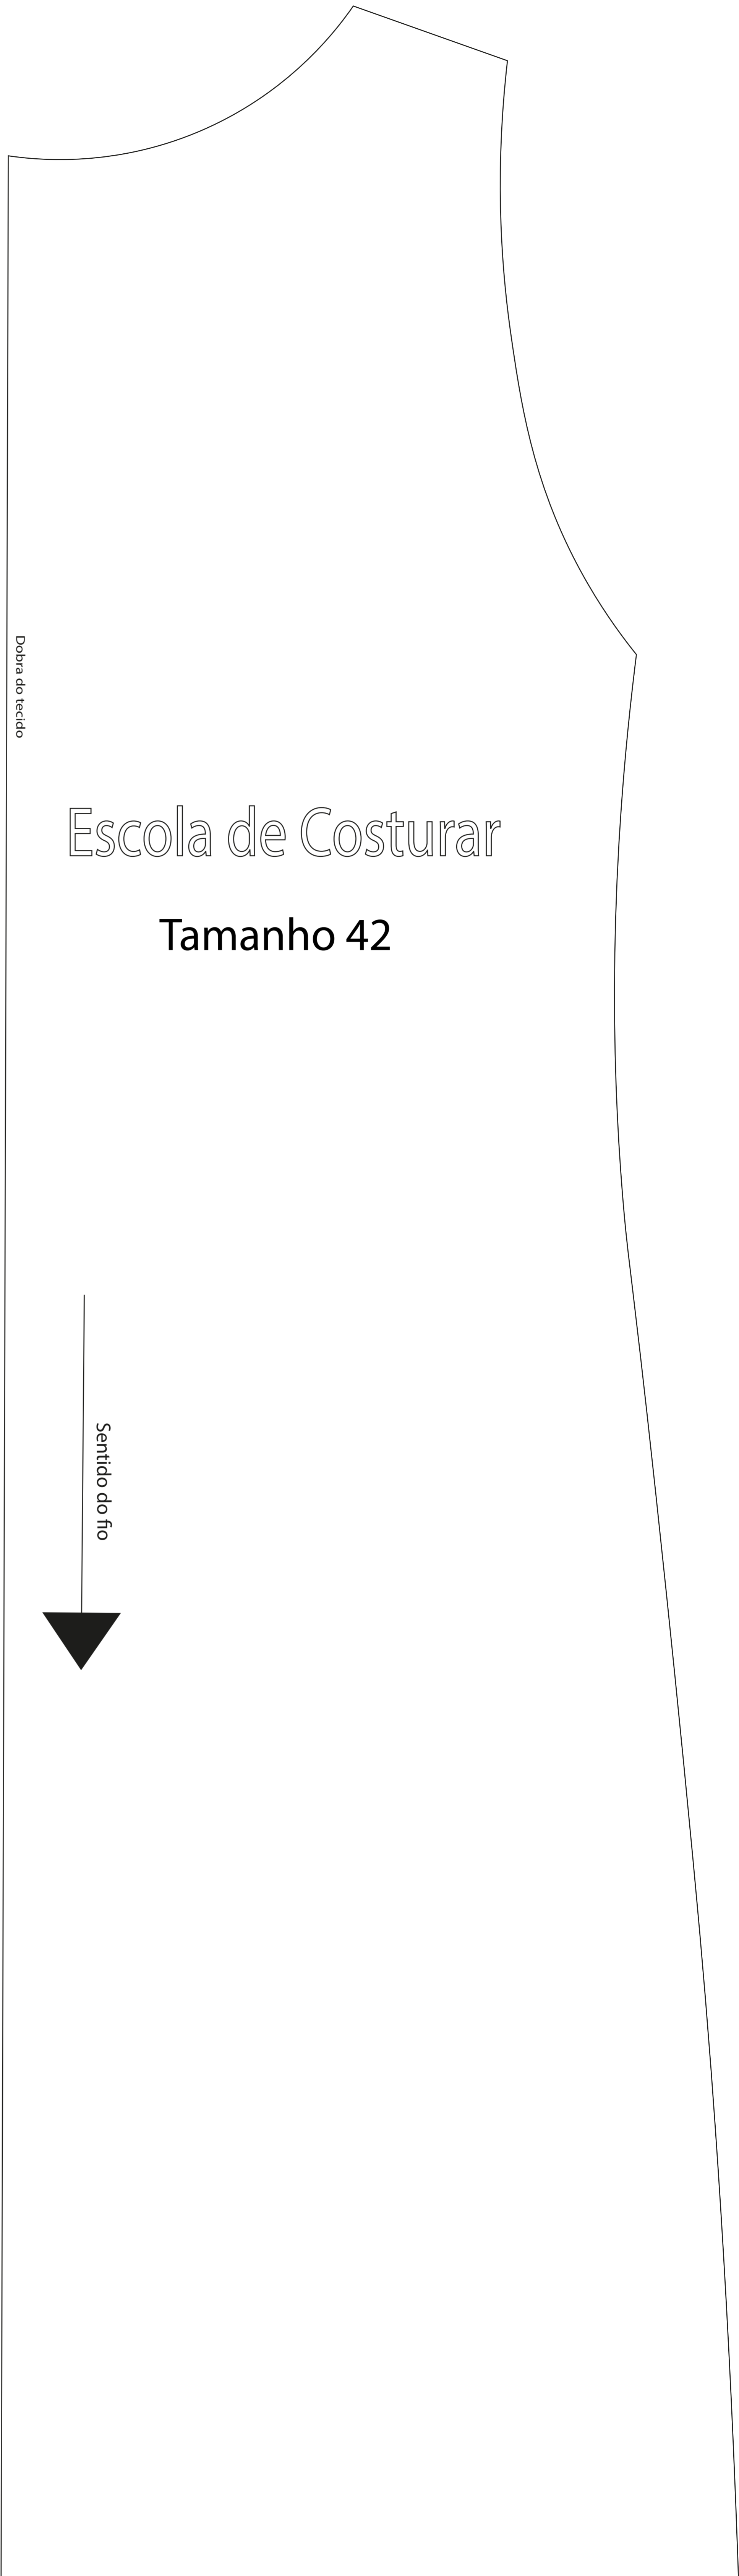 Dobra do tecido
Escola de Costurar
Tamanho 42
Sentido do fio